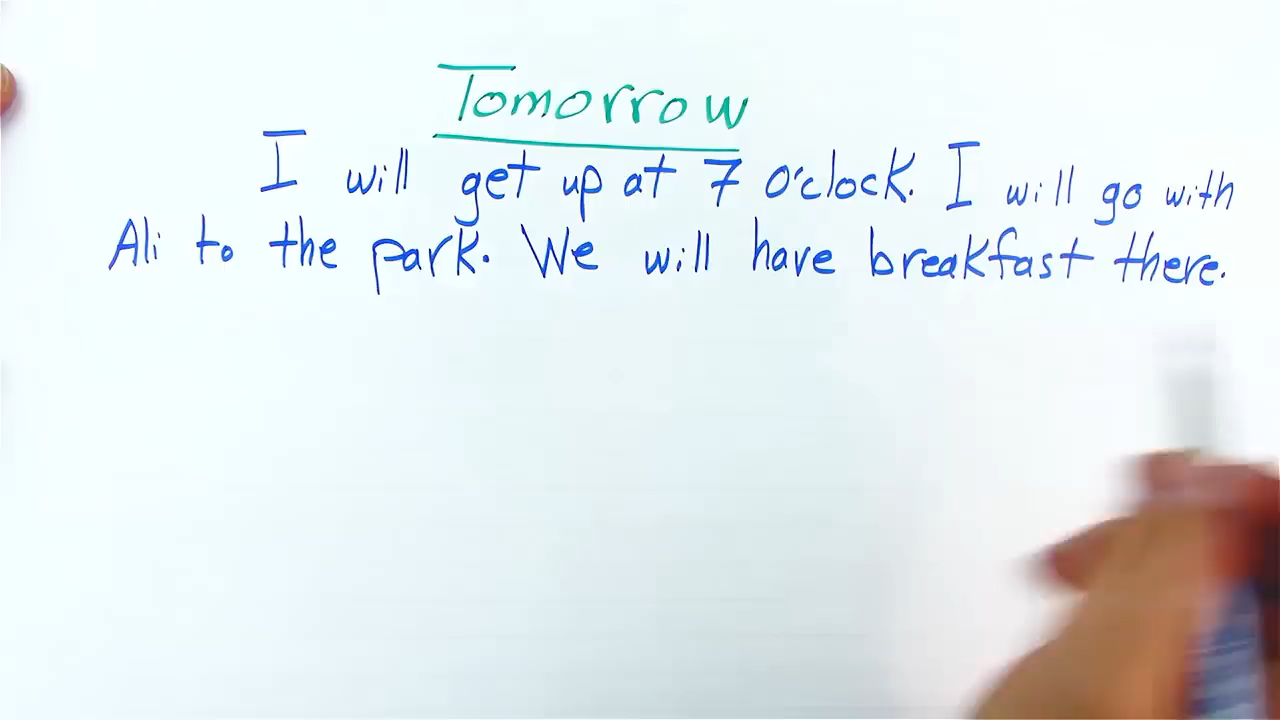 Tomorrow
I will get up at 7 o'clock. I will go with
Ali to the park. We will have breakfast there.